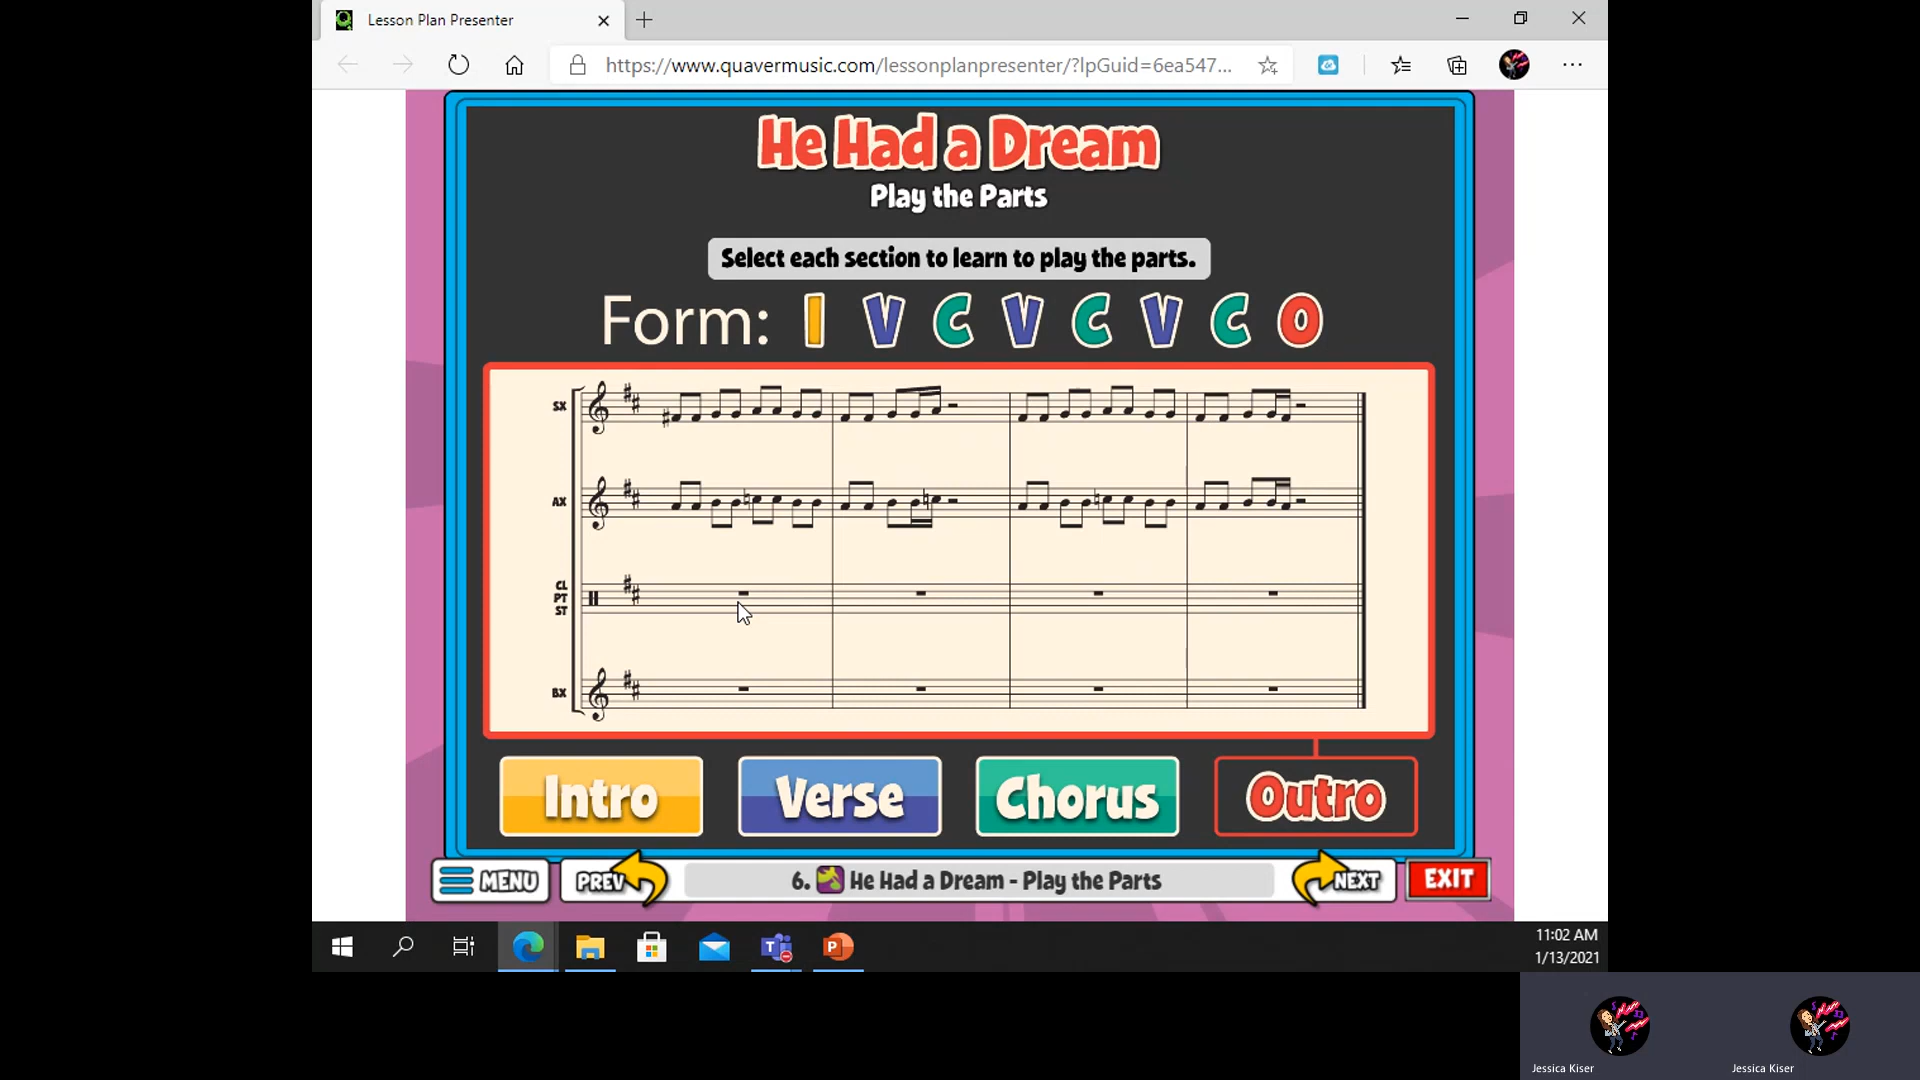 Lesson Plan Presenter
https://www.quavermusic.com/lessonplanpresenter/?lpGuid=6ea547...
He Had a Dream
Play the Parts
Select each section to learn to play the parts.
Form: I V C V C V C O
SX
AX
CL
PT
ST
BX
Intro Verse Chorus Outro
MENU PREV 6. He Had a Dream - Play the Parts NEXT EXIT
11:02 AM
1/13/2021
Jessica Kiser Jessica Kiser